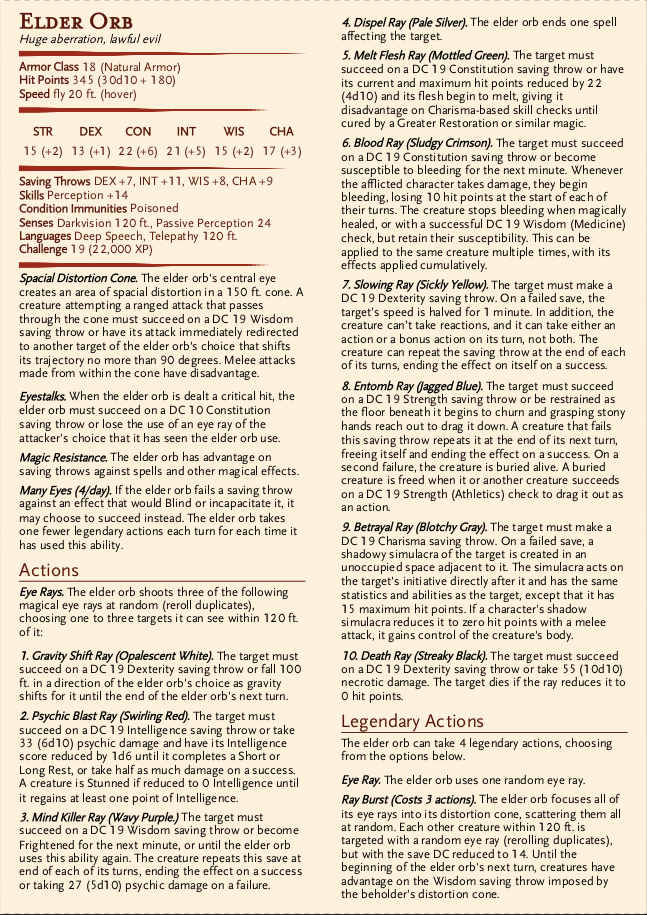 Elder Orb
Huge aberration, lawful evil
Armor Class 18 (Natural Armor)
Hit Points 345 (30d10 + 180)
Speed fly 20 ft. (hover)
STR DEX CON INT WIS CHA
15 (+2) 13 (+1) 22 (+6) 21 (+5) 15 (+2) 17 (+3)
Saving Throws DEX +7, INT +11, WIS +8, CHA +9
Skills Perception +14
Condition Immunities Poisoned
Senses Darkvision 120 ft., Passive Perception 24
Languages Deep Speech, Telepathy 120 ft.
Challenge 19 (22,000 XP)
Spacial Distortion Cone. The elder orb's central eye
creates an area of spacial distortion in a 150 ft. cone. A
creature attempting a ranged attack that passes
through the cone must succeed on a DC 19 Wisdom
saving throw or have its attack immediately redirected
to another target of the elder orb's choice that shifts
its trajectory no more than 90 degrees. Melee attacks
made from within the cone have disadvantage.
Eyestalks. When the elder orb is dealt a critical hit, the
elder orb must succeed on a DC 10 Constitution
saving throw or lose the use of an eye ray of the
attacker's choice that it has seen the elder orb use.
Magic Resistance. The elder orb has advantage on
saving throws against spells and other magical effects.
Many Eyes (4/day). If the elder orb fails a saving throw
against an effect that would Blind or incapacitate it, it
may choose to succeed instead. The elder orb takes
one fewer legendary actions each turn for each time it
has used this ability.
Actions
Eye Rays. The elder orb shoots three of the following
magical eye rays at random (reroll duplicates),
choosing one to three targets it can see within 120 ft.
of it:
1. Gravity Shift Ray (Opalescent White). The target must
succeed on a DC 19 Dexterity saving throw or fall 100
ft. in a direction of the elder orb's choice as gravity
shifts for it until the end of the elder orb's next turn.
2. Psychic Blast Ray (Swirling Red). The target must
succeed on a DC 19 Intelligence saving throw or take
33 (6d10) psychic damage and have its Intelligence
score reduced by 1d6 until it completes a Short or
Long Rest, or take half as much damage on a success.
A creature is Stunned if reduced to 0 Intelligence until
it regains at least one point of Intelligence.
3. Mind Killer Ray (Wavy Purple.) The target must
succeed on a DC 19 Wisdom saving throw or become
Frightened for the next minute, or until the elder orb
uses this ability again. The creature repeats this save at
end of each of its turns, ending the effect on a success
or taking 27 (5d10) psychic damage on a failure.
4. Dispel Ray (Pale Silver). The elder orb ends one spell
affecting the target.
5. Melt Flesh Ray (Mottled Green). The target must
succeed on a DC 19 Constitution saving throw or have
its current and maximum hit points reduced by 22
(4d10) and its flesh begin to melt, giving it
disadvantage on Charisma-based skill checks until
cured by a Greater Restoration or similar magic.
6. Blood Ray (Sludgy Crimson). The target must succeed
on a DC 19 Constitution saving throw or become
susceptible to bleeding for the next minute. Whenever
the afflicted character takes damage, they begin
bleeding, losing 10 hit points at the start of each of
their turns. The creature stops bleeding when magically
healed, or with a successful DC 19 Wisdom (Medicine)
check, but retain their susceptibility. This can be
applied to the same creature multiple times, with its
effects applied cumulatively.
7. Slowing Ray (Sickly Yellow). The target must make a
DC 19 Dexterity saving throw. On a failed save, the
target's speed is halved for 1 minute. In addition, the
creature can't take reactions, and it can take either an
action or a bonus action on its turn, not both. The
creature can repeat the saving throw at the end of each
of its turns, ending the effect on itself on a success.
8. Entomb Ray (Jagged Blue). The target must succeed
on a DC 19 Strength saving throw or be restrained as
the floor beneath it begins to churn and grasping stony
hands reach out to drag it down. A creature that fails
this saving throw repeats it at the end of its next turn,
freeing itself and ending the effect on a success. On a
second failure, the creature is buried alive. A buried
creature is freed when it or another creature succeeds
on a DC 19 Strength (Athletics) check to drag it out as
an action.
9. Betrayal Ray (Blotchy Gray). The target must make a
DC 19 Charisma saving throw. On a failed save, a
shadowy simulacra of the target is created in an
unoccupied space adjacent to it. The simulacra acts on
the target's initiative directly after it and has the same
statistics and abilities as the target, except that it has
15 maximum hit points. If a character's shadow
simulacra reduces it to zero hit points with a melee
attack, it gains control of the creature's body.
10. Death Ray (Streaky Black). The target must succeed
on a DC 19 Dexterity saving throw or take 55 (10d10)
necrotic damage. The target dies if the ray reduces it to
0 hit points.
Legendary Actions
The elder orb can take 4 legendary actions, choosing
from the options below.
Eye Ray. The elder orb uses one random eye ray.
Ray Burst (Costs 3 actions). The elder orb focuses all of
its eye rays into its distortion cone, scattering them all
at random. Each other creature within 120 ft. is
targeted with a random eye ray (rerolling duplicates),
but with the save DC reduced to 14. Until the
beginning of the elder orb's next turn, creatures have
advantage on the Wisdom saving throw imposed by
the beholder's distortion cone.